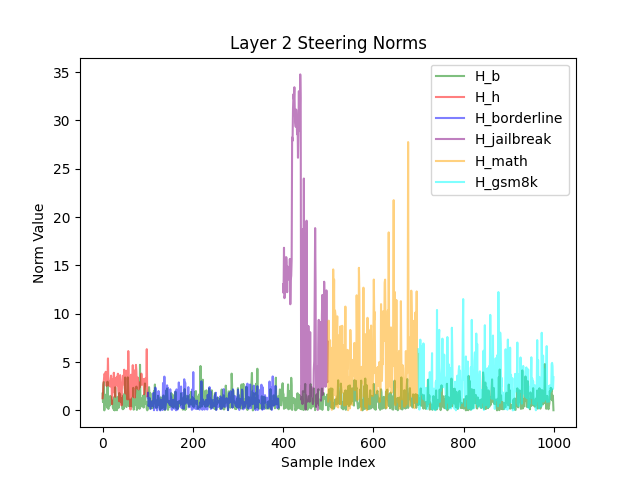 Layer 2 Steering Norms
35
30
25
20
15
10
5
0
Norm Value
H_b
H_h
H_borderline
H_jailbreak
H_math
H_gsm8k
0 200 400 600 800 1000
Sample Index